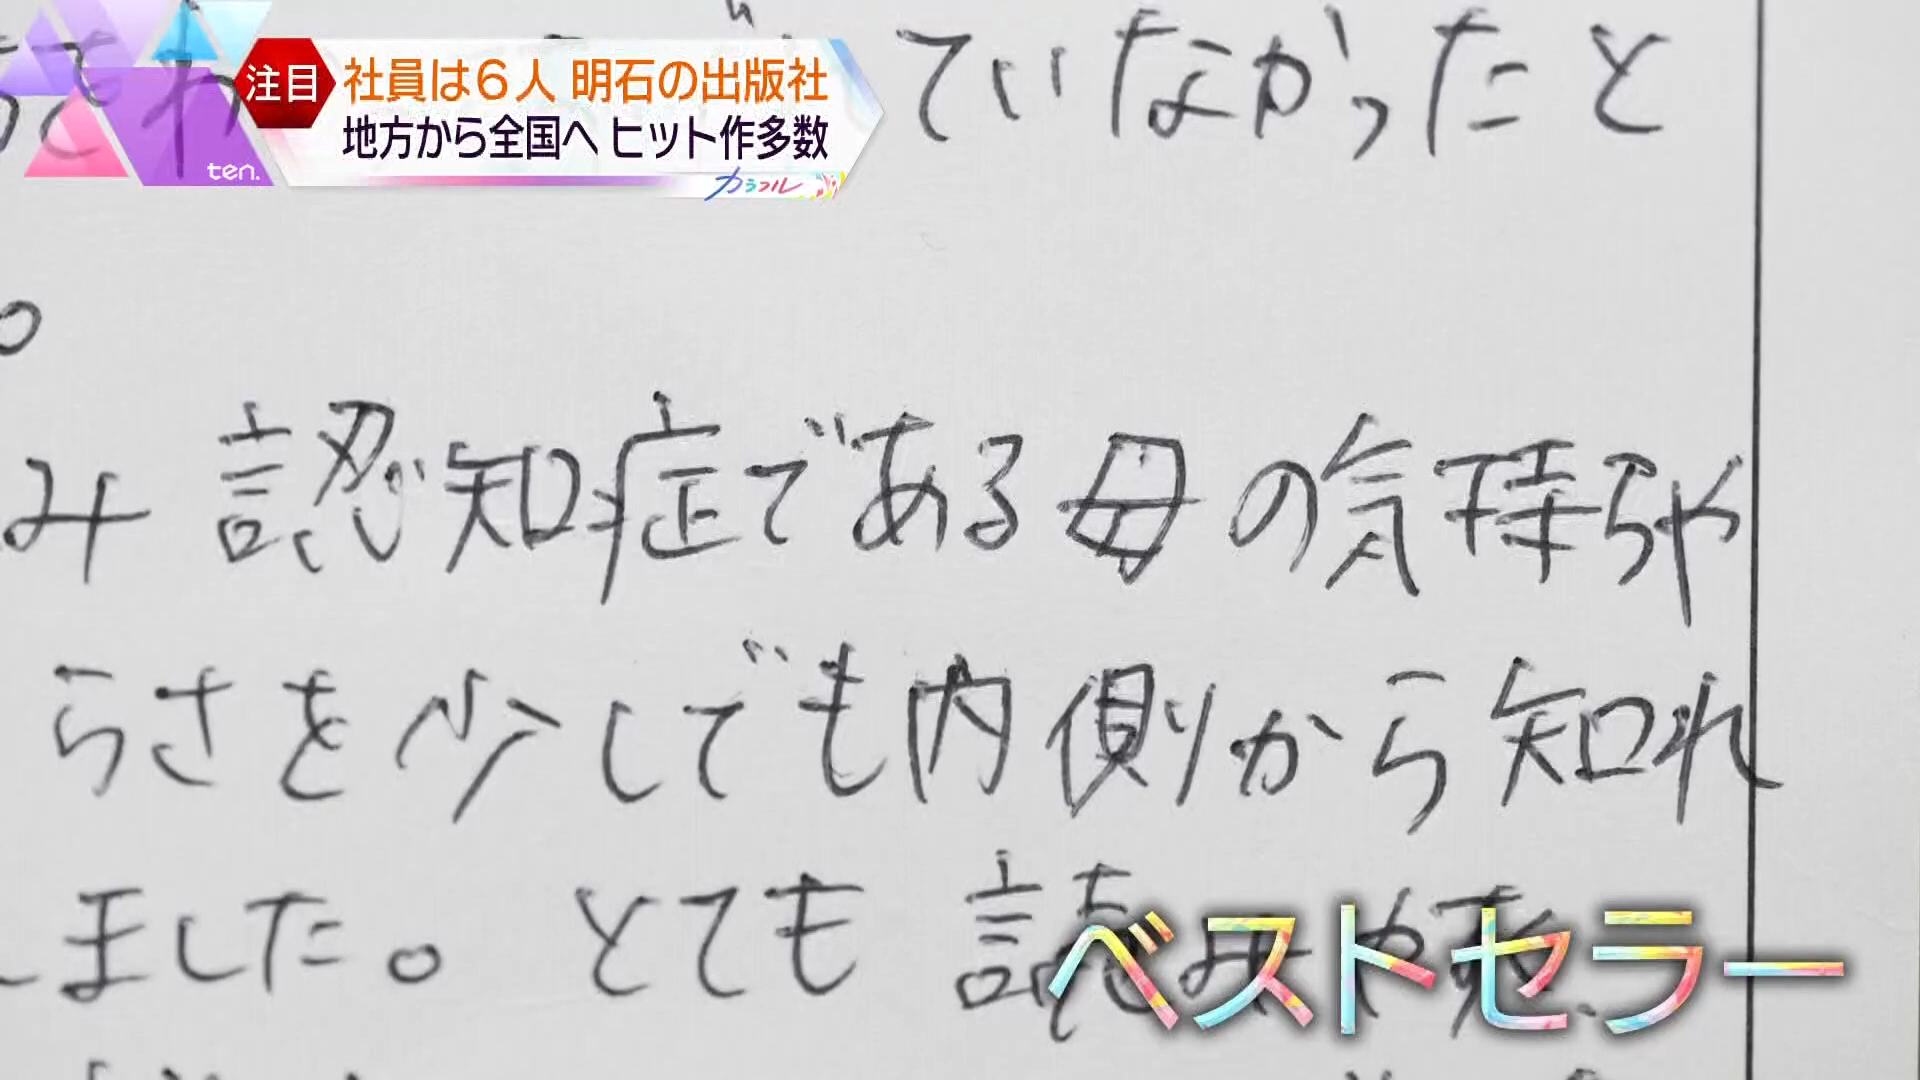 注目
社員は6人 明石の出版社
地方から全国へ ヒット作多数
ten.
カラフル
ていなかったと
。
み 認知症である母の気持ちや
らさを少しでも内側から知れ
ました。とても読みやす
ベストセラー